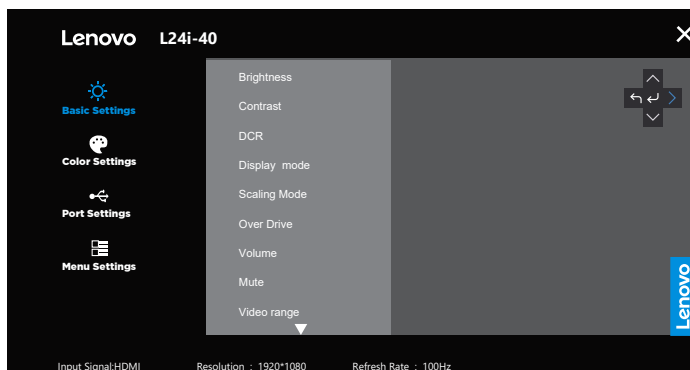 Lenovo L24i-40
Basic Settings
Color Settings
Port Settings
Menu Settings
Brightness
Contrast
DCR
Display mode
Scaling Mode
Over Drive
Volume
Mute
Video range
Lenovo
Input Signal:HDMI Resolution : 1920*1080 Refresh Rate : 100Hz